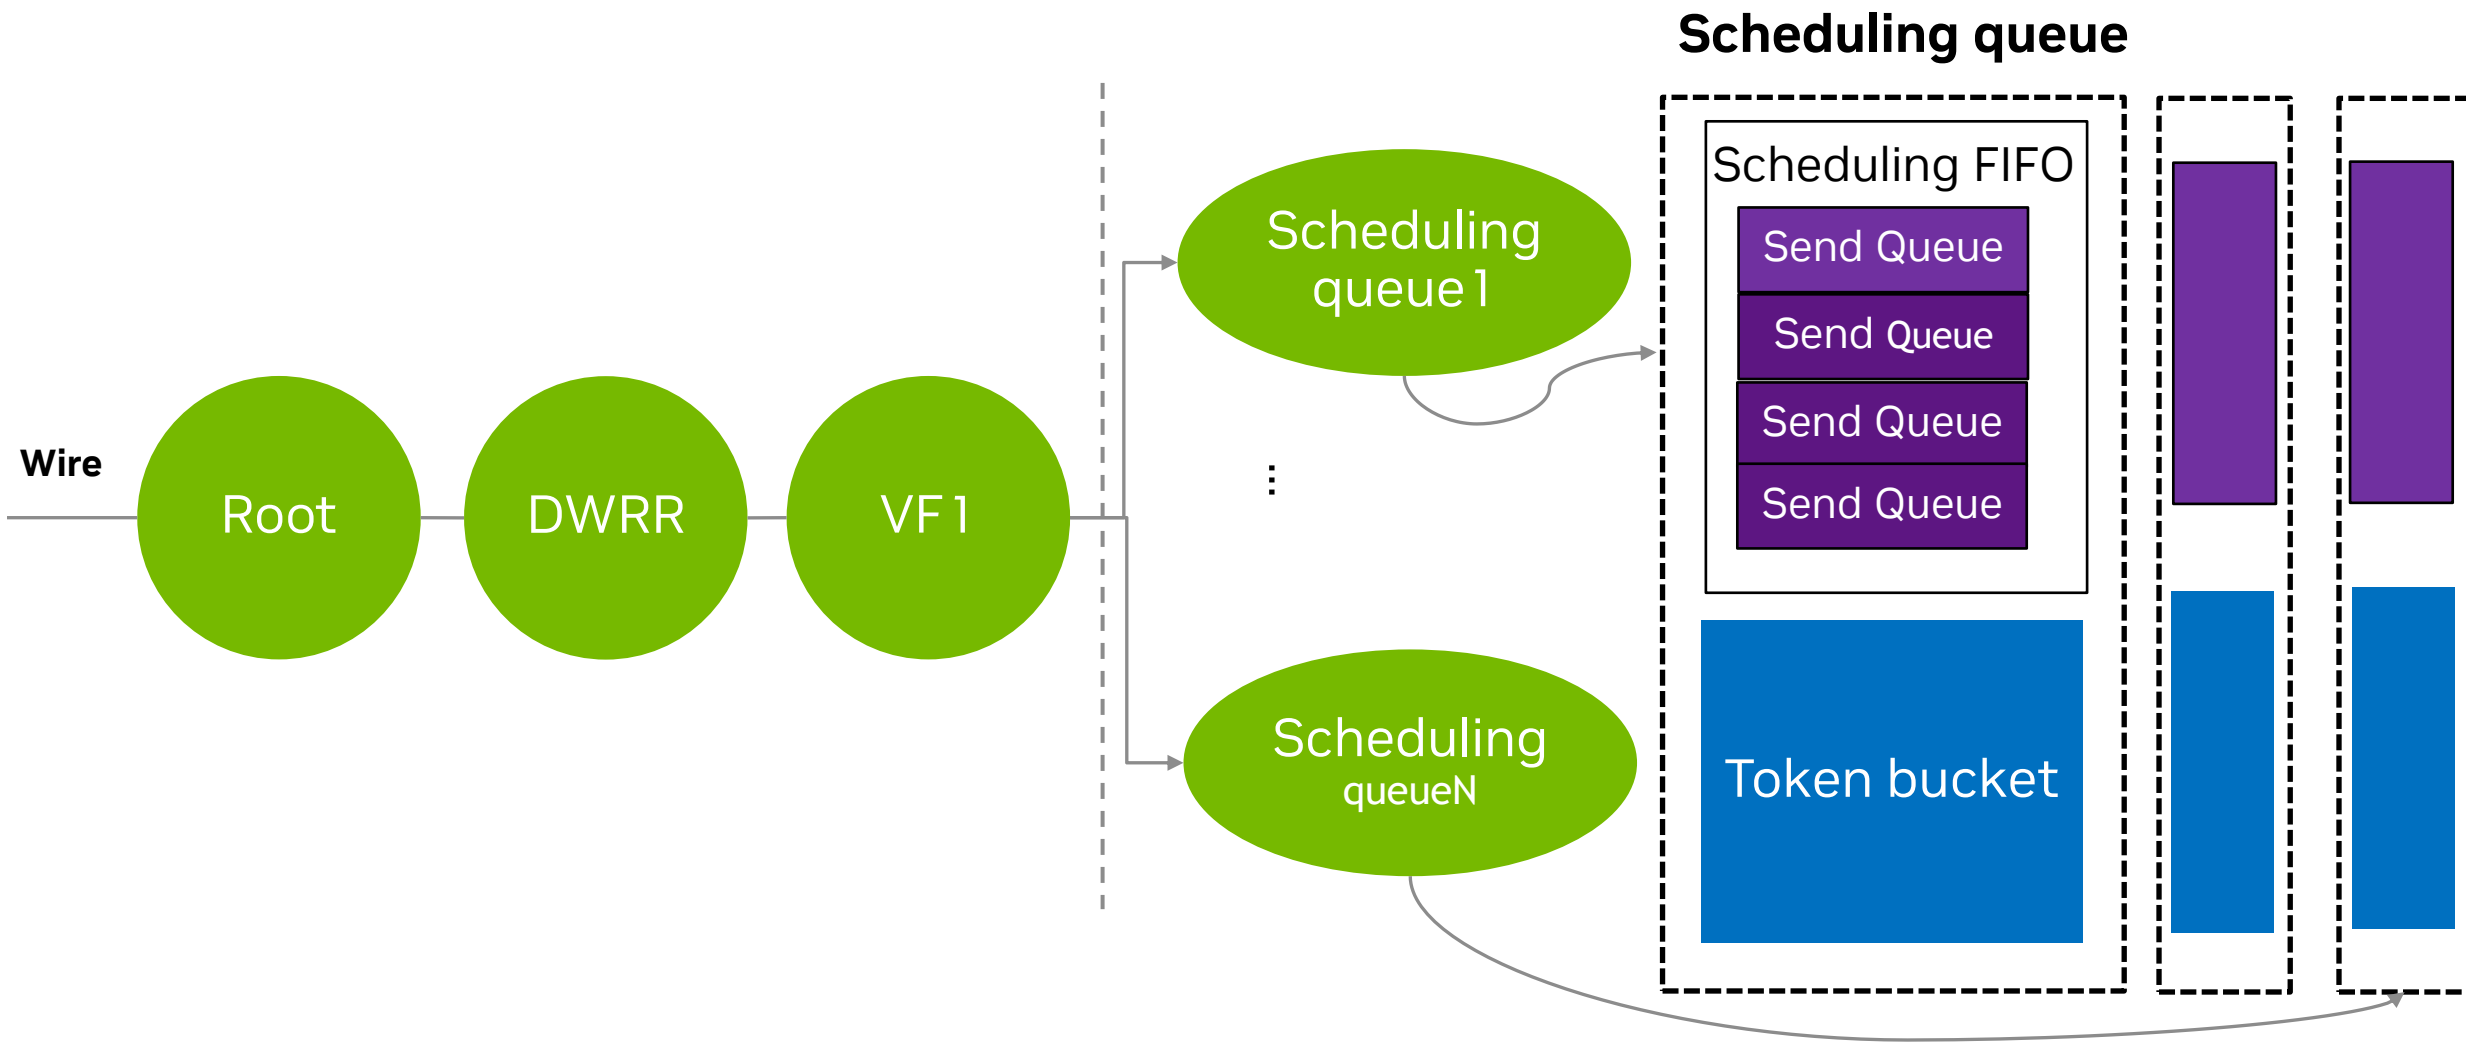 Scheduling queue
Wire
Root
DWRR
VF1
Scheduling
queue1
...
Scheduling
queueN
Scheduling FIFO
Send Queue
Send Queue
Send Queue
Send Queue
Token bucket